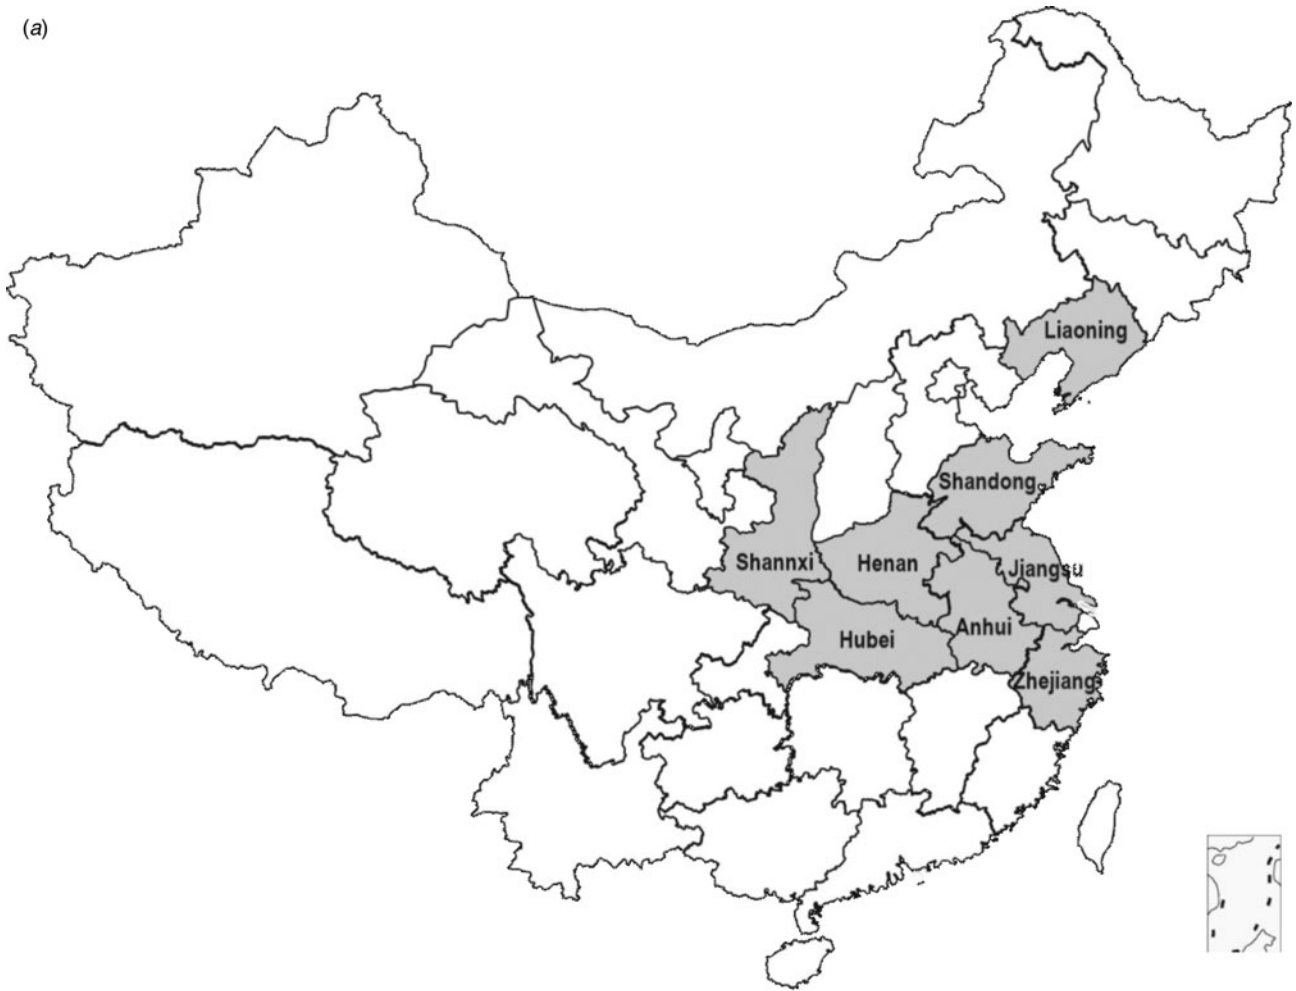 (a)
Liaoning
Shandong
Shannxi
Henan
Jiangsu
Hubei
Anhui
Zhejiang